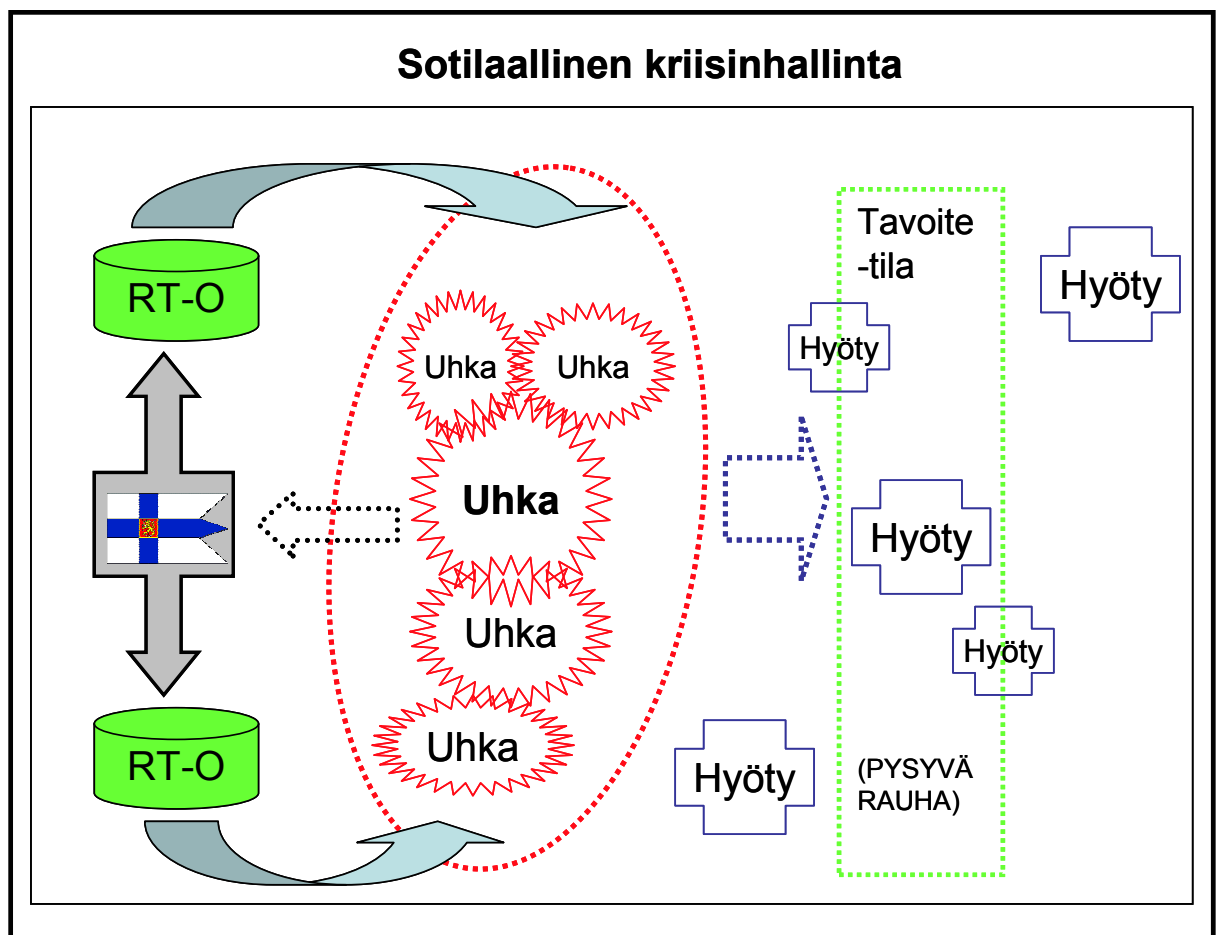 Sotilaallinen kriisinhallinta
RT-O
Uhka
Uhka
Uhka
Uhka
Uhka
RT-O
Tavoite
-tila
Hyöty
Hyöty
Hyöty
Hyöty
Hyöty
(PYSYVÄ
RAUHA)